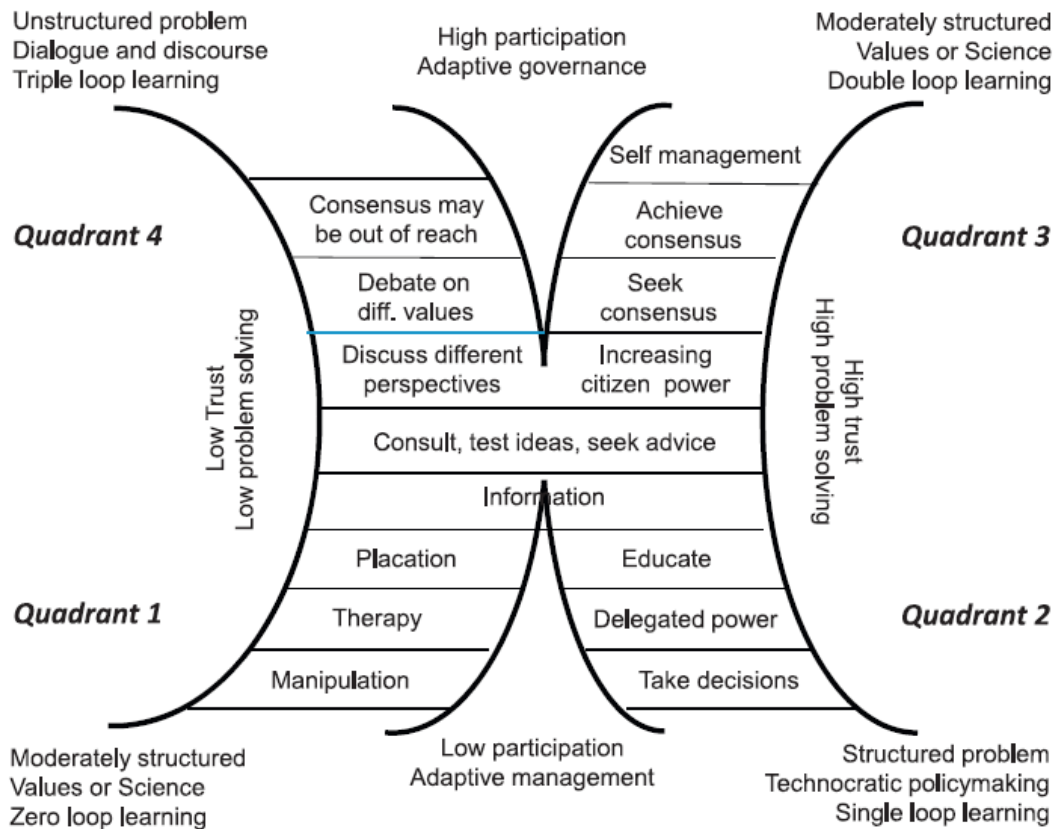 Unstructured problem
Dialogue and discourse
Triple loop learning
High participation
Adaptive governance
Moderately structured
Values or Science
Double loop learning
Self management
Quadrant 4
Consensus may
be out of reach
Achieve
consensus
Quadrant 3
Debate on
diff. values
Seek
consensus
Low Trust
Low problem solving
Discuss different
perspectives
Increasing
citizen power
High trust
High problem solving
Consult, test ideas, seek advice
Information
Placation
Educate
Quadrant 1
Therapy
Delegated power
Quadrant 2
Manipulation
Take decisions
Moderately structured
Values or Science
Zero loop learning
Low participation
Adaptive management
Structured problem
Technocratic policymaking
Single loop learning